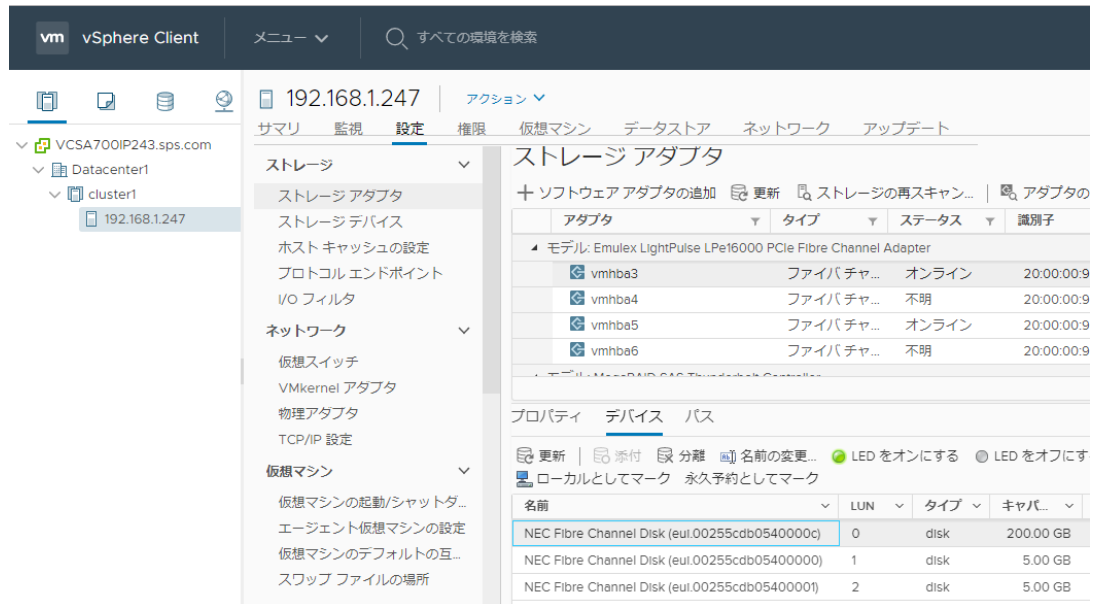 vm vSphere Client メニュー すべての環境を検索
192.168.1.247 アクション
サマリ 監視 設定 権限 仮想マシン データストア ネットワーク アップデート
VCSA700IP243.sps.com
Datacenter1
cluster1
192.168.1.247
ストレージ
ストレージ アダプタ
ストレージ デバイス
ホスト キャッシュの設定
プロトコル エンドポイント
I/O フィルタ
ネットワーク
仮想スイッチ
VMkernel アダプタ
物理アダプタ
TCP/IP 設定
仮想マシン
仮想マシンの起動/シャットダ...
エージェント仮想マシンの設定
仮想マシンのデフォルトの互...
スワップ ファイルの場所
ストレージ アダプタ
ソフトウェア アダプタの追加 更新 ストレージの再スキャン... アダプタの
アダプタ タイプ ステータス 識別子
モデル: Emulex LightPulse LPe16000 PCIe Fibre Channel Adapter
vmhba3 ファイバ チャ... オンライン 20:00:00:9
vmhba4 ファイバ チャ... 不明 20:00:00:9
vmhba5 ファイバ チャ... オンライン 20:00:00:9
vmhba6 ファイバ チャ... 不明 20:00:00:9
プロパティ デバイス パス
更新 添付 分離 名前の変更... LED をオンにする LED をオフにす
ローカルとしてマーク 永久予約としてマーク
名前 LUN タイプ キャパ...
NEC Fibre Channel Disk (eui.00255cdb0540000c) 0 disk 200.00 GB
NEC Fibre Channel Disk (eui.00255cdb05400000) 1 disk 5.00 GB
NEC Fibre Channel Disk (eui.00255cdb05400001) 2 disk 5.00 GB